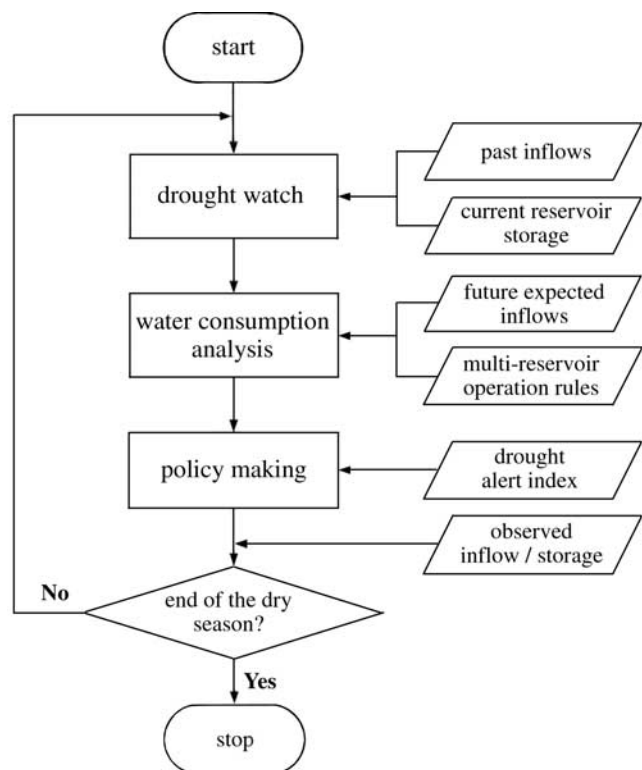 start
drought watch
past inflows
current reservoir
storage
water consumption
analysis
future expected
inflows
multi-reservoir
operation rules
policy making
drought
alert index
observed
inflow / storage
No
end of the dry
season?
Yes
stop